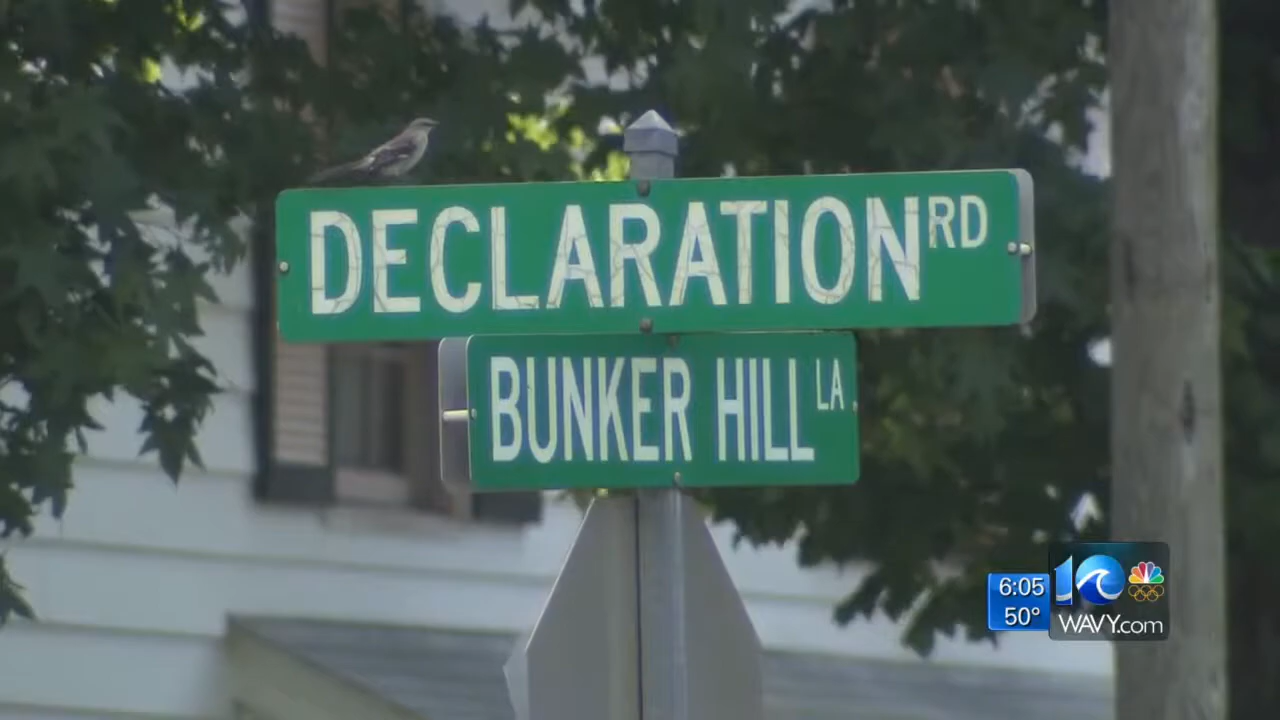 DECLARATION RD
BUNKER HILL LA
6:05
50°
10
WAVY.com